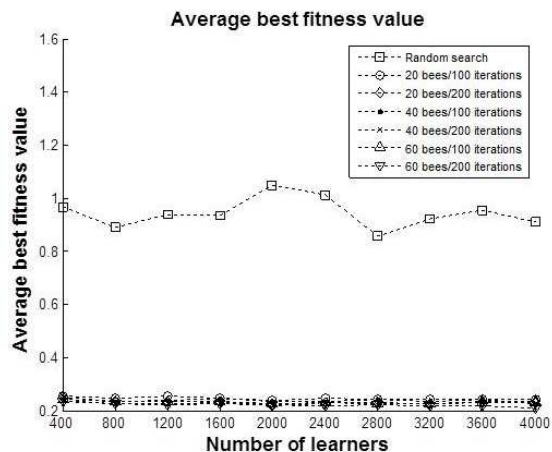 Average best fitness value
1.6
1.4
1.2
1
0.8
0.6
0.4
0.2
Average best fitness value
Random search
20 bees/100 iterations
20 bees/200 iterations
40 bees/100 iterations
40 bees/200 iterations
60 bees/100 iterations
60 bees/200 iterations
400 800 1200 1600 2000 2400 2800 3200 3600 4000
Number of learners